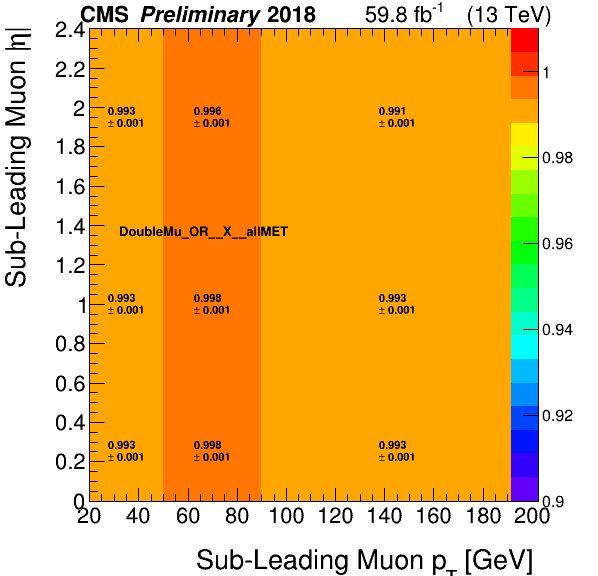 CMS Preliminary 2018 59.8 fb⁻¹ (13 TeV)
Sub-Leading Muon |η|
2.4
2.2
2
1.8
1.6
1.4
1.2
1
0.8
0.6
0.4
0.2
0
0.993 0.996 0.991
± 0.001 ± 0.001 ± 0.001
DoubleMu_OR__X__allMET
0.993 0.998 0.993
± 0.001 ± 0.001 ± 0.001
0.993 0.998 0.993
± 0.001 ± 0.001 ± 0.001
1
0.98
0.96
0.94
0.92
0.9
20 40 60 80 100 120 140 160 180 200
Sub-Leading Muon p_T [GeV]